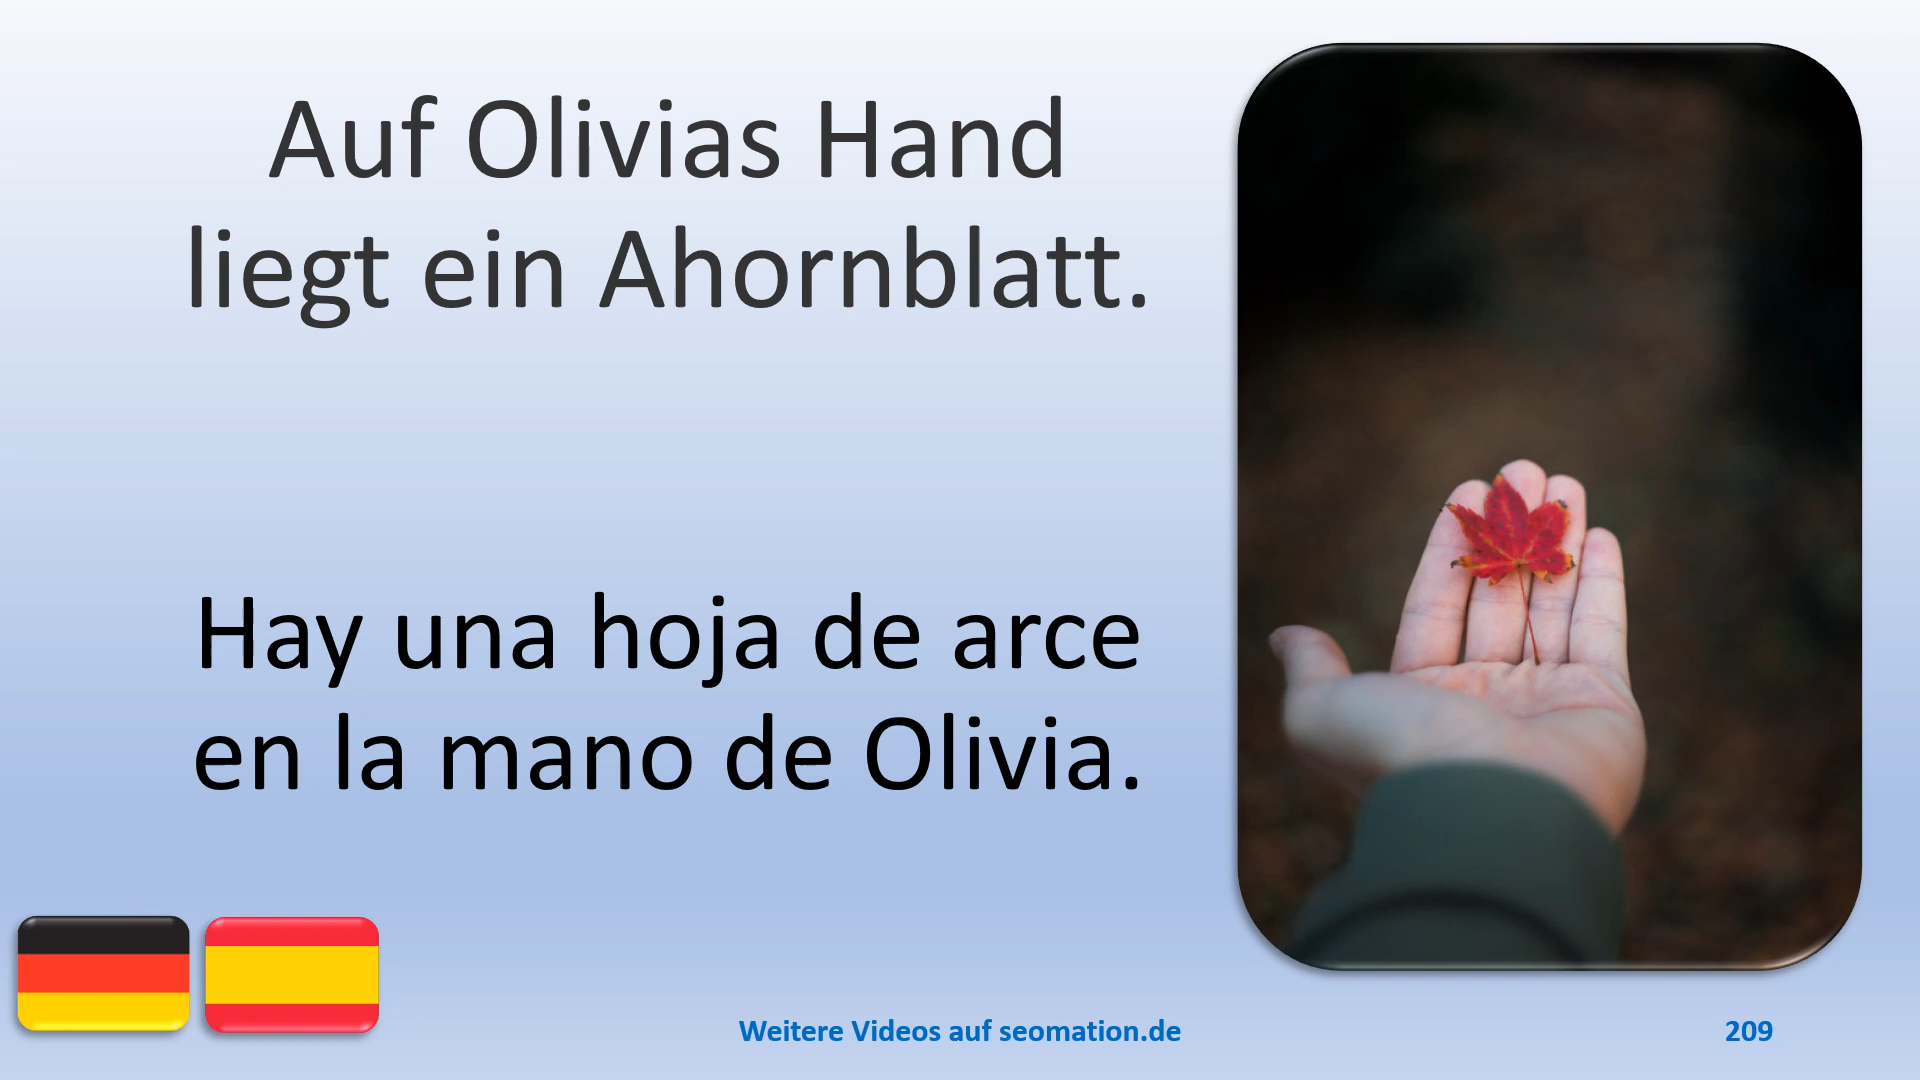 Auf Olivias Hand
liegt ein Ahornblatt.
Hay una hoja de arce
en la mano de Olivia.
Weitere Videos auf seomation.de
209